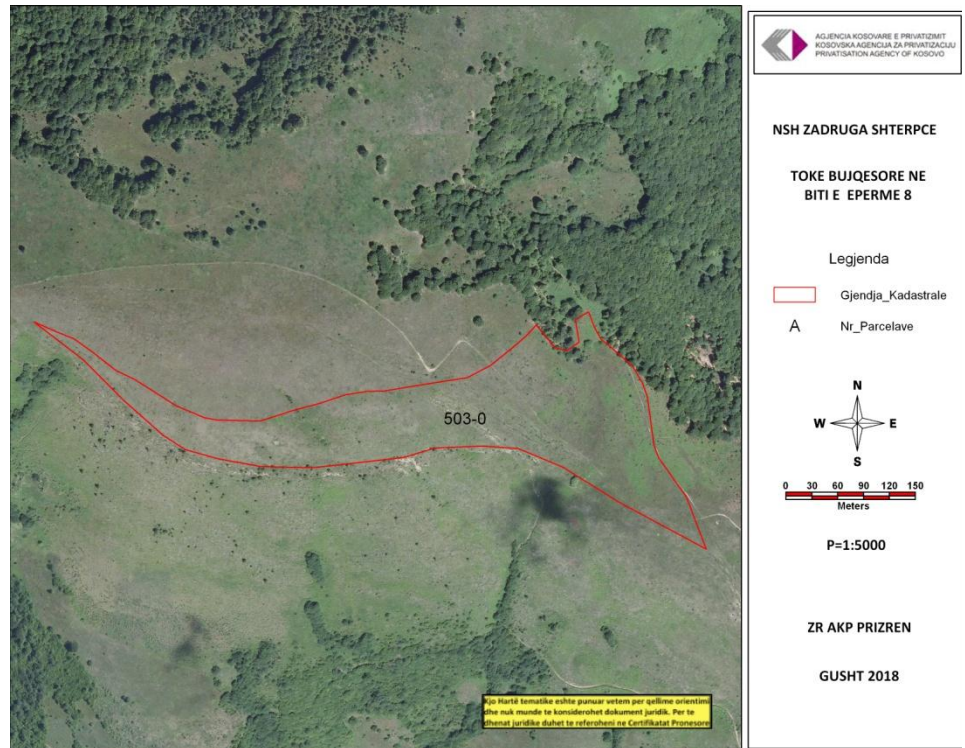 AGJENCIA KOSOVARE E PRIVATIZIMIT
KOSOVSKA AGENCIJA ZA PRIVATIZACIJU
PRIVATISATION AGENCY OF KOSOVO
NSH ZADRUGA SHTERPCE
TOKE BUJQESORE NE
BITI E EPERME 8
Legjenda
Gjendja_Kadastrale
A Nr_Parcelave
N
W E
S
0 30 60 90 120 150
Meters
P=1:5000
ZR AKP PRIZREN
GUSHT 2018
503-0
Kjo Hartë tematike eshte punuar vetem per qellime orientimi
dhe nuk munde te konsiderohet dokument juridik. Per te
dhenat juridike duhet te referoheni ne Certifikatat Pronesore